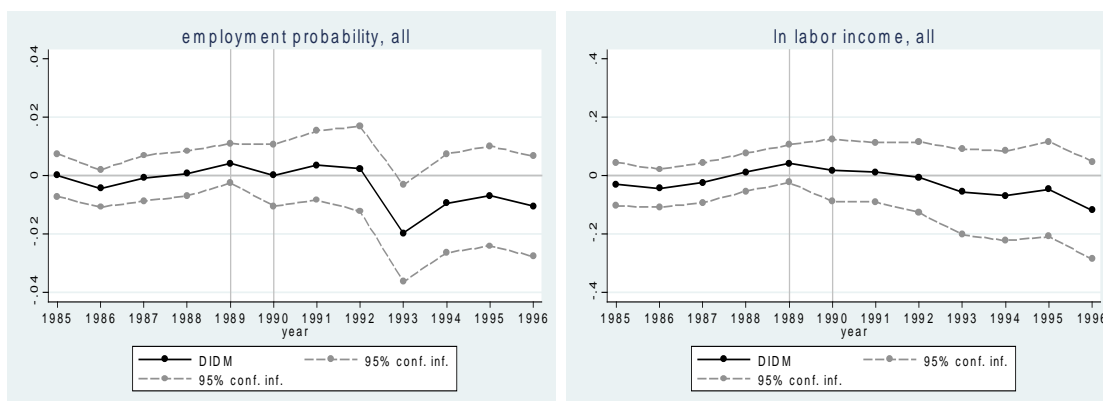 employment probability, all
.04
.02
0
-.02
-.04
1985 1986 1987 1988 1989 1990 1991 1992 1993 1994 1995 1996
year
DIDM 95% conf. inf.
95% conf. inf.
ln labor income, all
.4
.2
0
-.2
-.4
1985 1986 1987 1988 1989 1990 1991 1992 1993 1994 1995 1996
year
DIDM 95% conf. inf.
95% conf. inf.